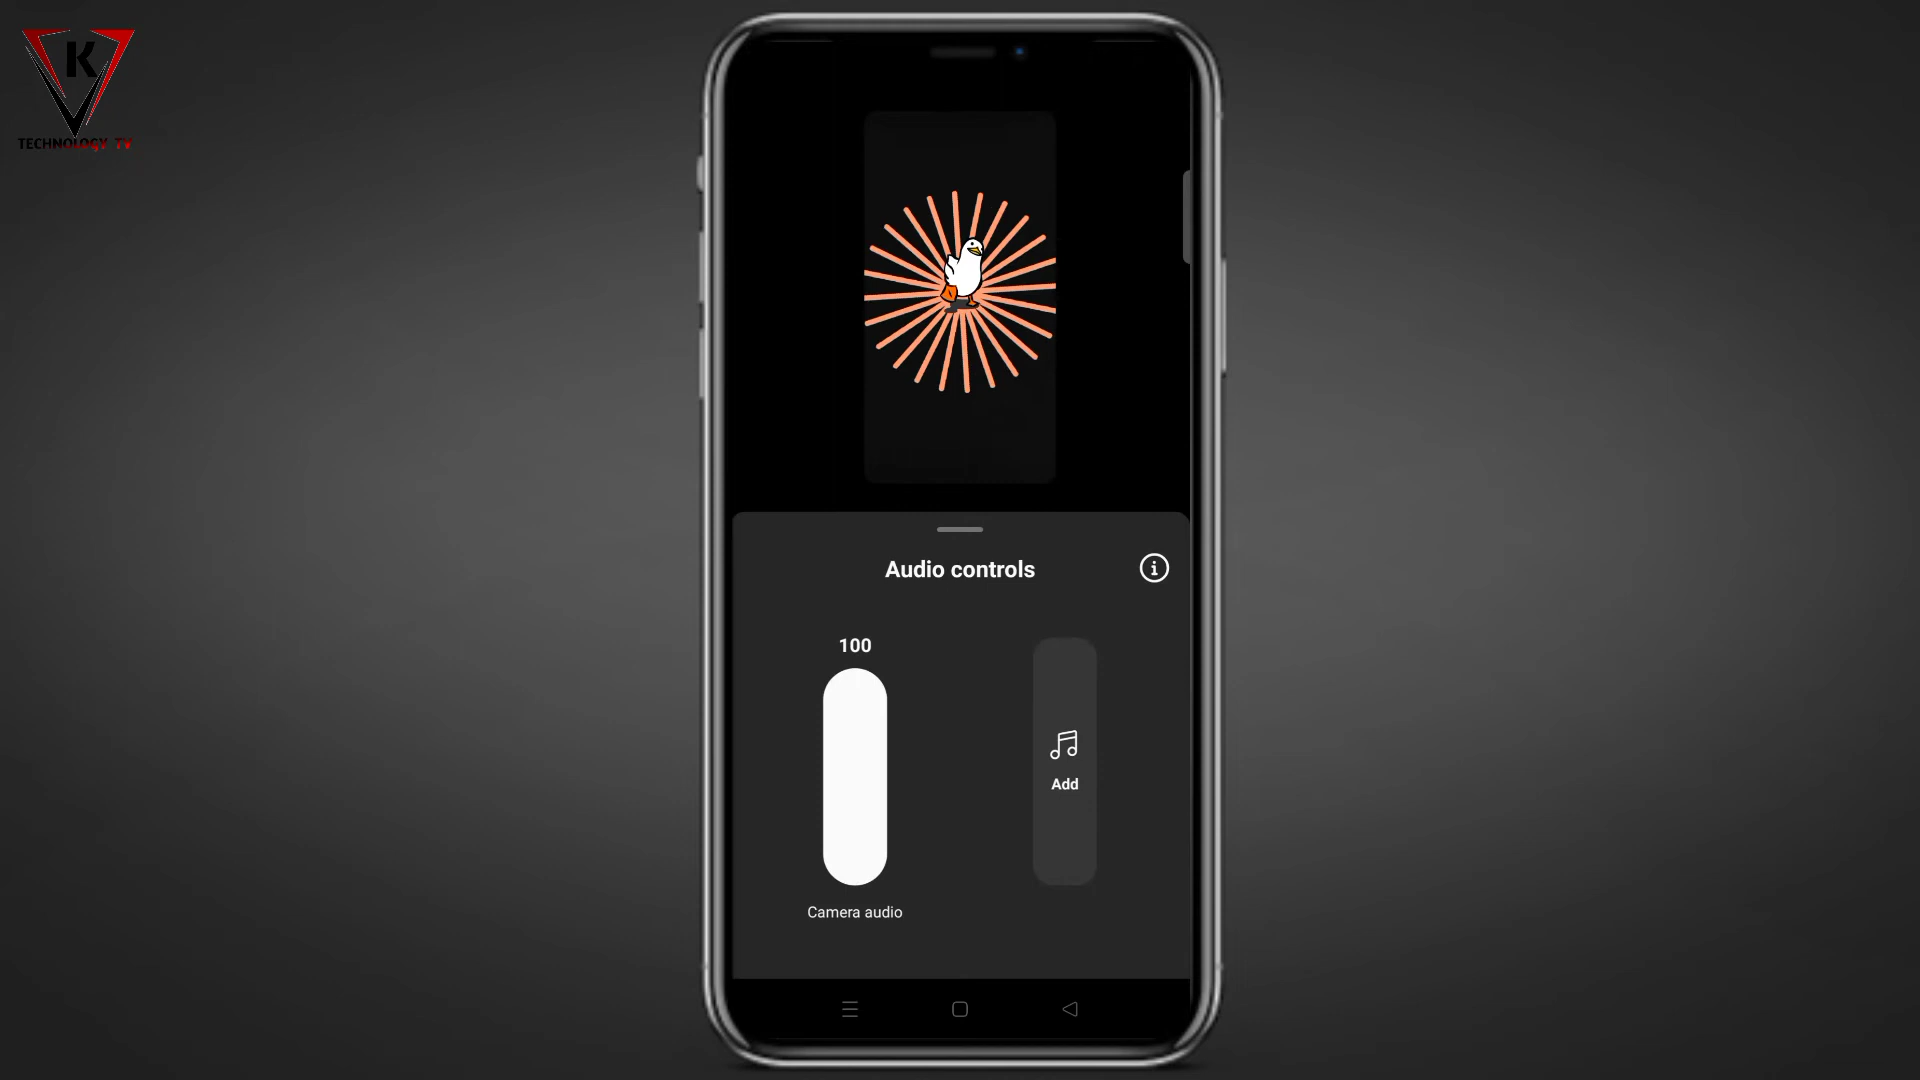 K
TECHNOLOGY TV
Audio controls
100
Add
Camera audio